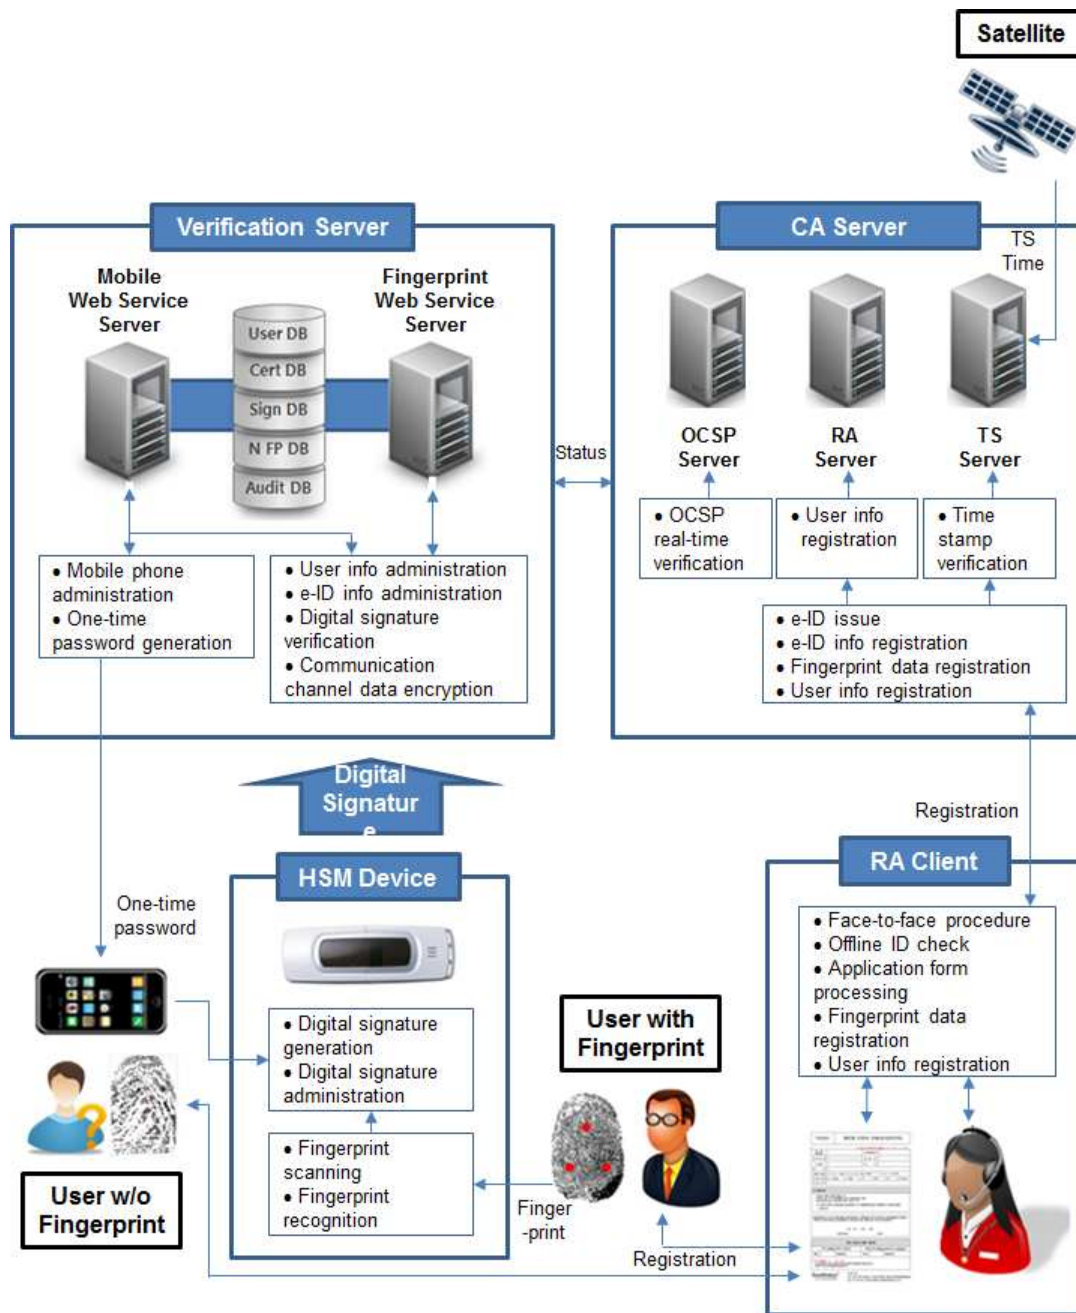 Satellite
Verification Server
CA Server
TS
Time
Mobile
Web Service
Server
Fingerprint
Web Service
Server
User DB
Cert DB
Sign DB
N FP DB
Audit DB
Status
OCSP
Server
RA
Server
TS
Server
● OCSP
real-time
verification
● User info
registration
● Time
stamp
verification
● Mobile phone
administration
● One-time
password generation
● User info administration
● e-ID info administration
● Digital signature
verification
● Communication
channel data encryption
● e-ID issue
● e-ID info registration
● Fingerprint data registration
● User info registration
Digital
Signatur
e
Registration
HSM Device
RA Client
One-time
password
● Face-to-face procedure
● Offline ID check
● Application form
processing
● Fingerprint data
registration
● User info registration
● Digital signature
generation
● Digital signature
administration
User with
Fingerprint
● Fingerprint
scanning
● Fingerprint
recognition
User w/o
Fingerprint
Finger
-print
Registration